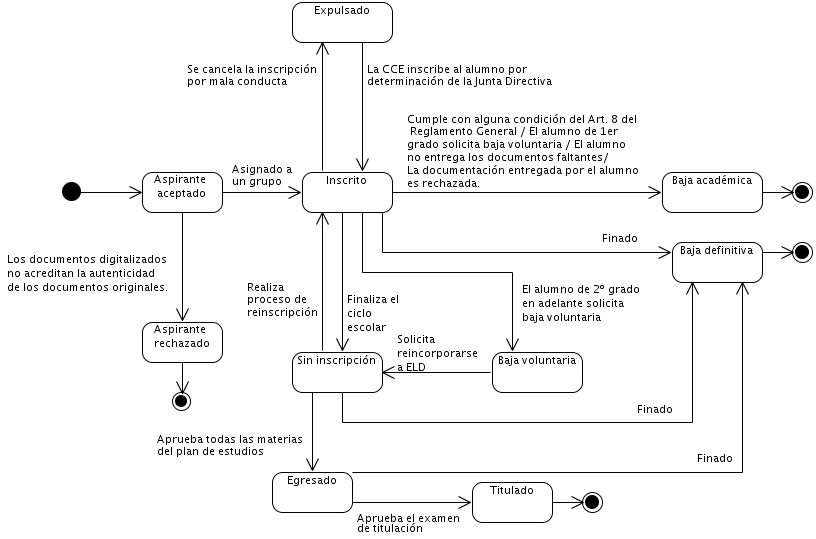 Expulsado
Se cancela la inscripción
por mala conducta
La CCE inscribe al alumno por
determinación de la Junta Directiva
Cumple con alguna condición del Art. 8 del
Reglamento General / El alumno de 1er
grado solicita baja voluntaria / El alumno
no entrega los documentos faltantes/
La documentación entregada por el alumno
es rechazada.
Aspirante
aceptado
Asignado a
un grupo
Inscrito
Baja académica
Finado
Baja definitiva
Los documentos digitalizados
no acreditan la autenticidad
de los documentos originales.
Realiza
proceso de
reinscripción
Finaliza el
ciclo
escolar
El alumno de 2º grado
en adelante solicita
baja voluntaria
Aspirante
rechazado
Solicita
reincorporarse
a ELD
Sin inscripción
Baja voluntaria
Finado
Aprueba todas las materias
del plan de estudios
Finado
Egresado
Titulado
Aprueba el examen
de titulación